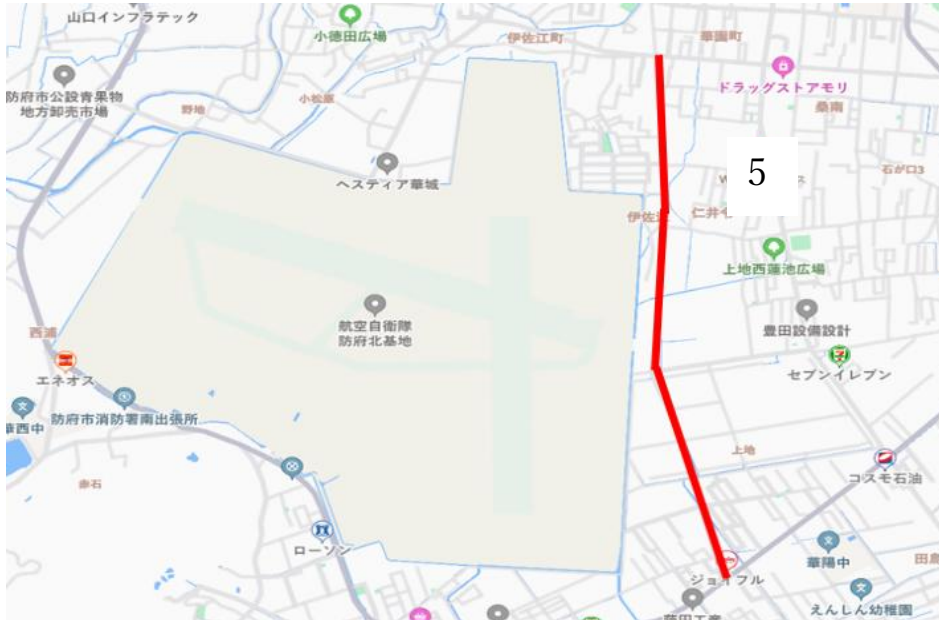 山口インフラテック
小徳田広場
伊佐江町
華園町
ドラッグストアモリ
防府市公設青果物
地方卸売市場
小松原
野地
桑南
ヘスティア華城
5
石が口3
伊佐江
仁井令
上地西蓮池広場
航空自衛隊
防府北基地
豊田設備設計
西浦
エネオス
セブンイレブン
防府市消防署南出張所
華西中
上地
赤石
コスモ石油
ローソン
華陽中
田島
ジョイフル
えんしん幼稚園